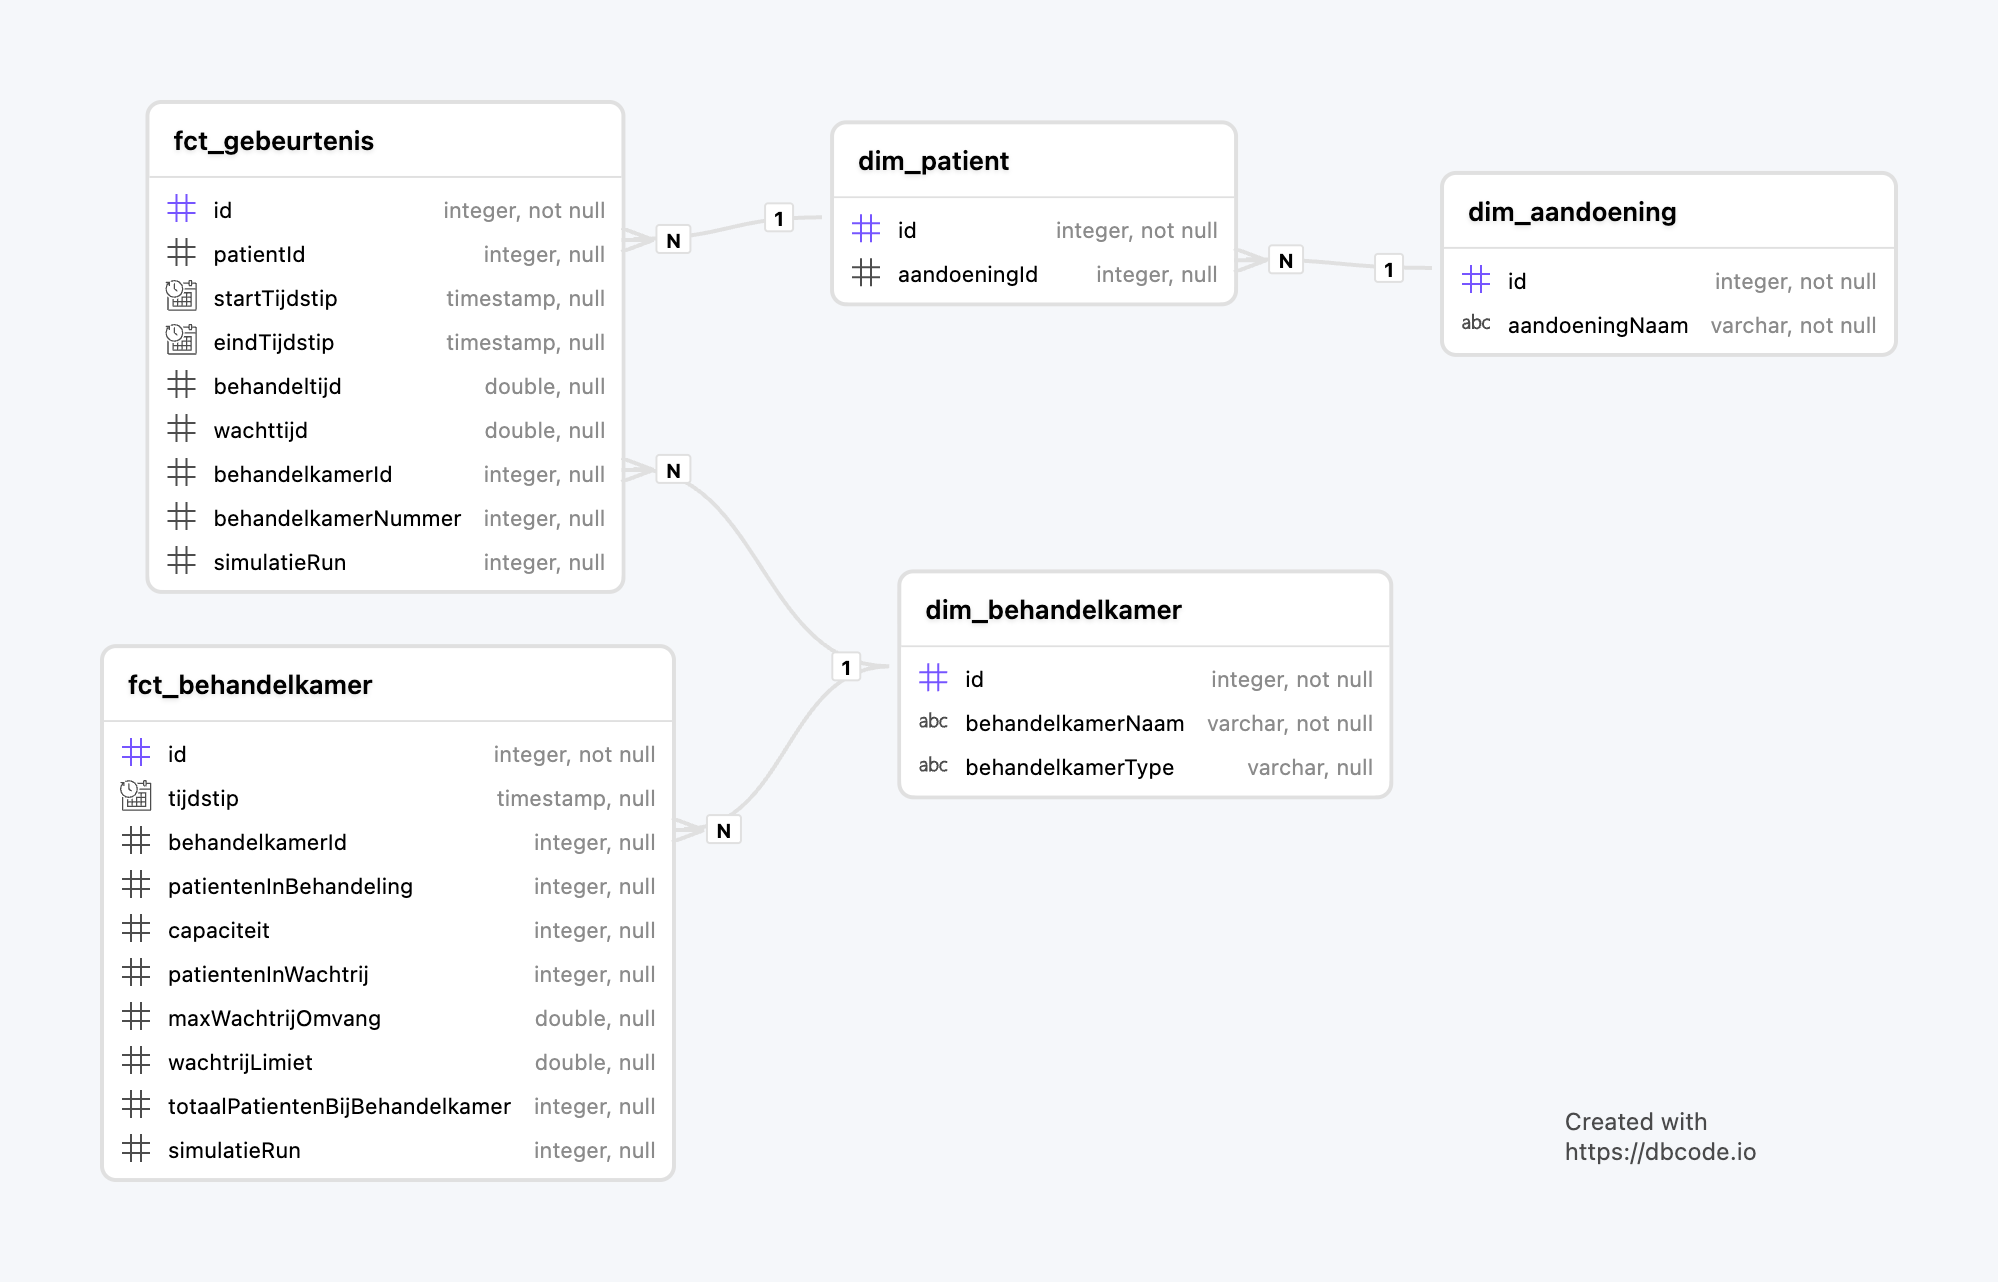 fct_gebeurtenis
id integer, not null
patientId integer, null
startTijdstip timestamp, null
eindTijdstip timestamp, null
behandeltijd double, null
wachttijd double, null
behandelkamerId integer, null
behandelkamerNummer integer, null
simulatieRun integer, null
N
1
dim_patient
id integer, not null
aandoeningId integer, null
N
1
dim_aandoening
id integer, not null
abc aandoeningNaam varchar, not null
N
1
dim_behandelkamer
id integer, not null
abc behandelkamerNaam varchar, not null
abc behandelkamerType varchar, null
fct_behandelkamer
id integer, not null
tijdstip timestamp, null
behandelkamerId integer, null
patientenInBehandeling integer, null
capaciteit integer, null
patientenInWachtrij integer, null
maxWachtrijOmvang double, null
wachtrijLimiet double, null
totaalPatientenBijBehandelkamer integer, null
simulatieRun integer, null
N
Created with
https://dbcode.io